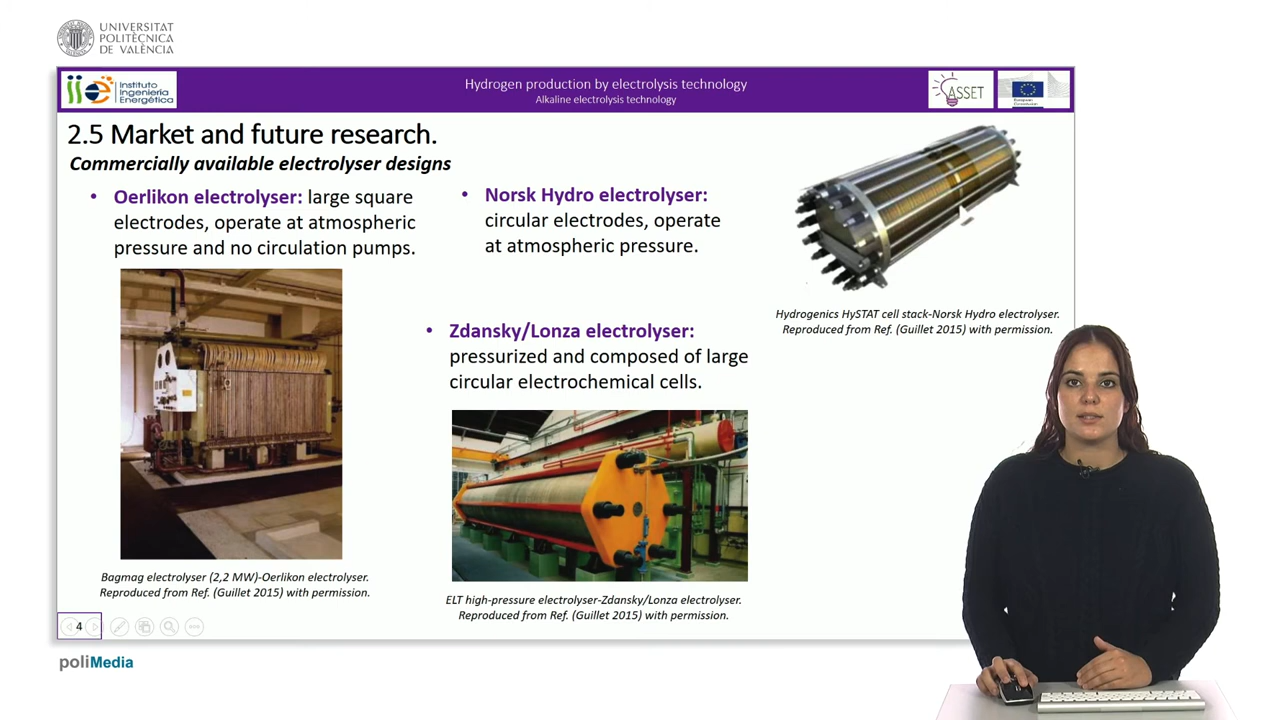 UNIVERSITAT
POLITÈCNICA
DE VALÈNCIA
iie Instituto
Ingeniería
Energética
Hydrogen production by electrolysis technology
Alkaline electrolysis technology
ASSET
European
Commission
2.5 Market and future research.
Commercially available electrolyser designs
• Oerlikon electrolyser: large square
electrodes, operate at atmospheric
pressure and no circulation pumps.
• Norsk Hydro electrolyser:
circular electrodes, operate
at atmospheric pressure.
Hydrogenics HySTAT cell stack-Norsk Hydro electrolyser.
Reproduced from Ref. (Guillet 2015) with permission.
• Zdansky/Lonza electrolyser:
pressurized and composed of large
circular electrochemical cells.
Bagmag electrolyser (2,2 MW)-Oerlikon electrolyser.
Reproduced from Ref. (Guillet 2015) with permission.
ELT high-pressure electrolyser-Zdansky/Lonza electrolyser.
Reproduced from Ref. (Guillet 2015) with permission.
4
poliMedia